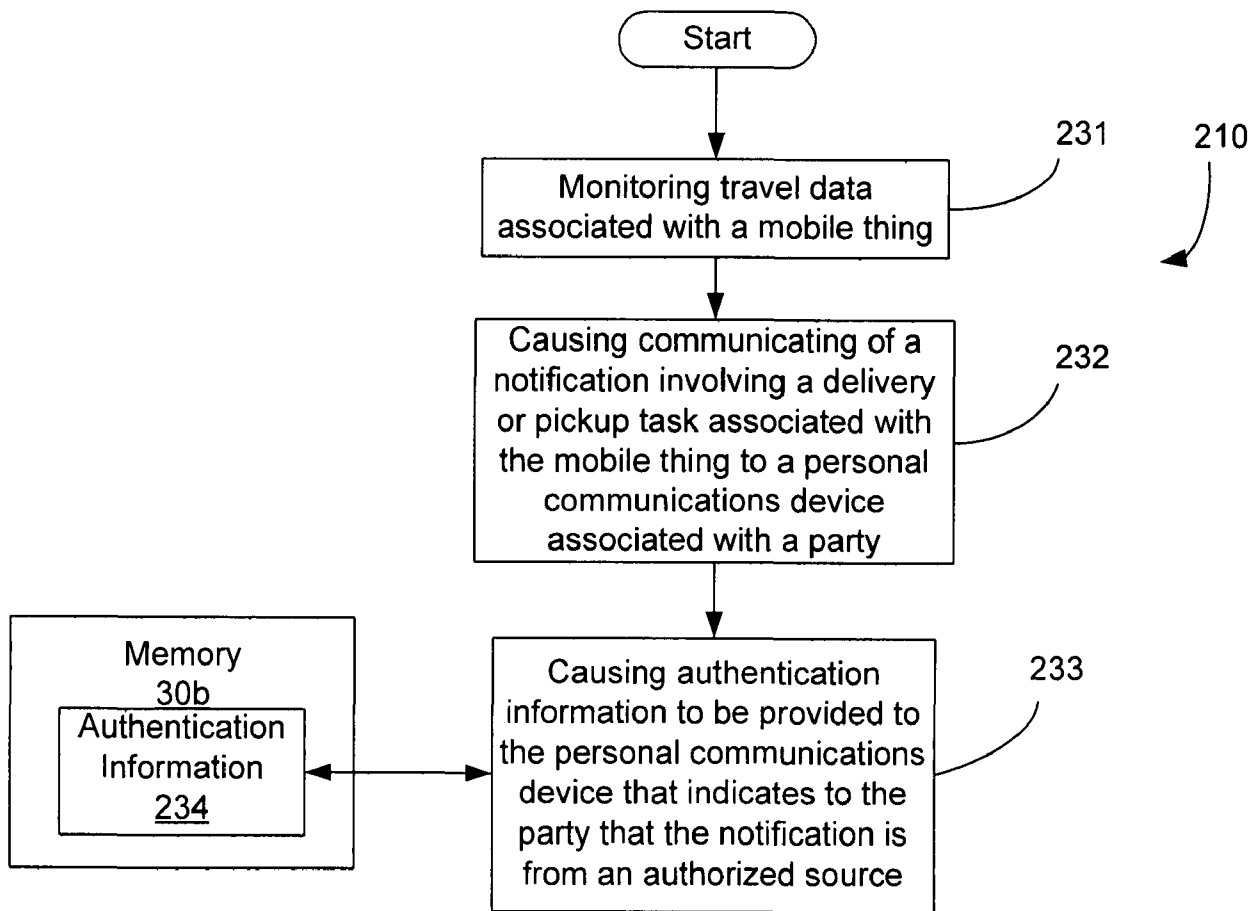 Start
231
210
Monitoring travel data
associated with a mobile thing
Causing communicating of a
notification involving a delivery
or pickup task associated with
the mobile thing to a personal
communications device
associated with a party
232
Memory
30b
Authentication
Information
234
Causing authentication
information to be provided to
the personal communications
device that indicates to the
party that the notification is
from an authorized source
233